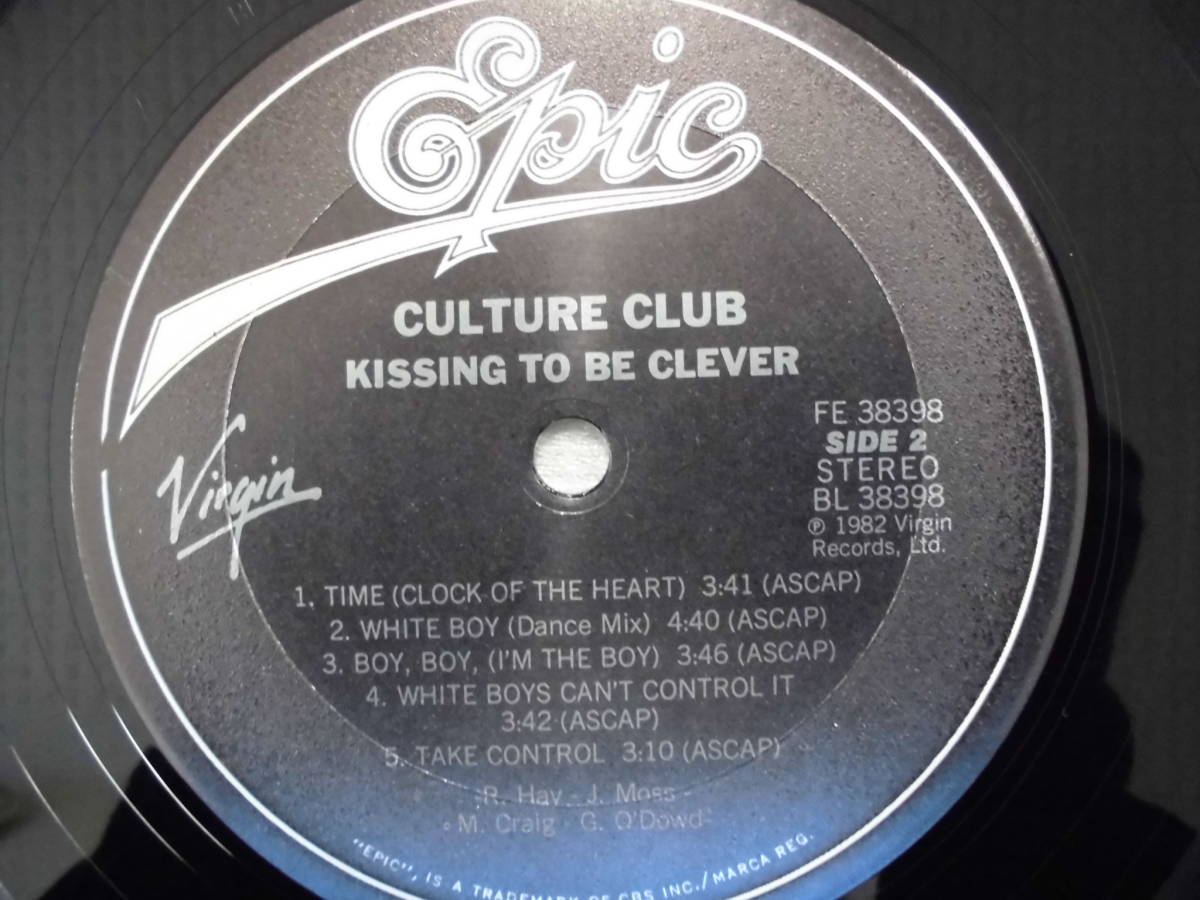 Epic
CULTURE CLUB
KISSING TO BE CLEVER
Virgin
FE 38398
SIDE 2
STEREO
BL 38398
℗ 1982 Virgin
Records, Ltd.
1. TIME (CLOCK OF THE HEART) 3:41 (ASCAP)
2. WHITE BOY (Dance Mix) 4:40 (ASCAP)
3. BOY, BOY, (I'M THE BOY) 3:46 (ASCAP)
4. WHITE BOYS CAN'T CONTROL IT
3:42 (ASCAP)
5. TAKE CONTROL 3:10 (ASCAP)
R. Hay - J. Moss -
M. Craig - G. O'Dowd
"EPIC", IS A TRADEMARK OF CBS INC./MARCA REG.